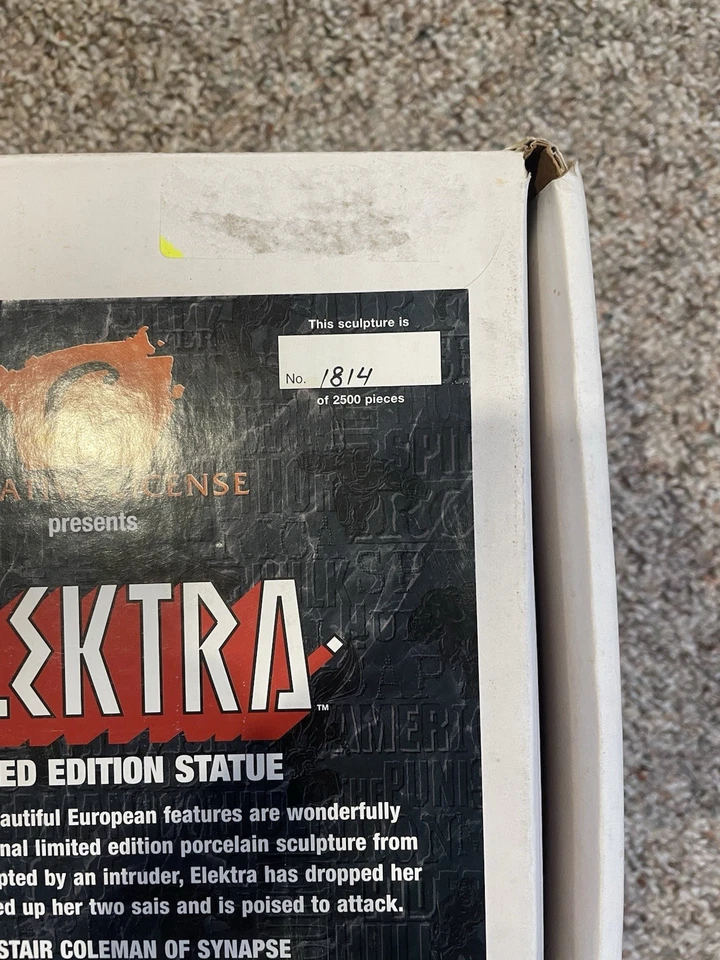 This sculpture is
No. 1814
of 2500 pieces
CENSE
presents
LEKTRA™
ED EDITION STATUE
autiful European features are wonderfully
nal limited edition porcelain sculpture from
pted by an intruder, Elektra has dropped her
ed up her two sais and is poised to attack.
STAIR COLEMAN OF SYNAPSE